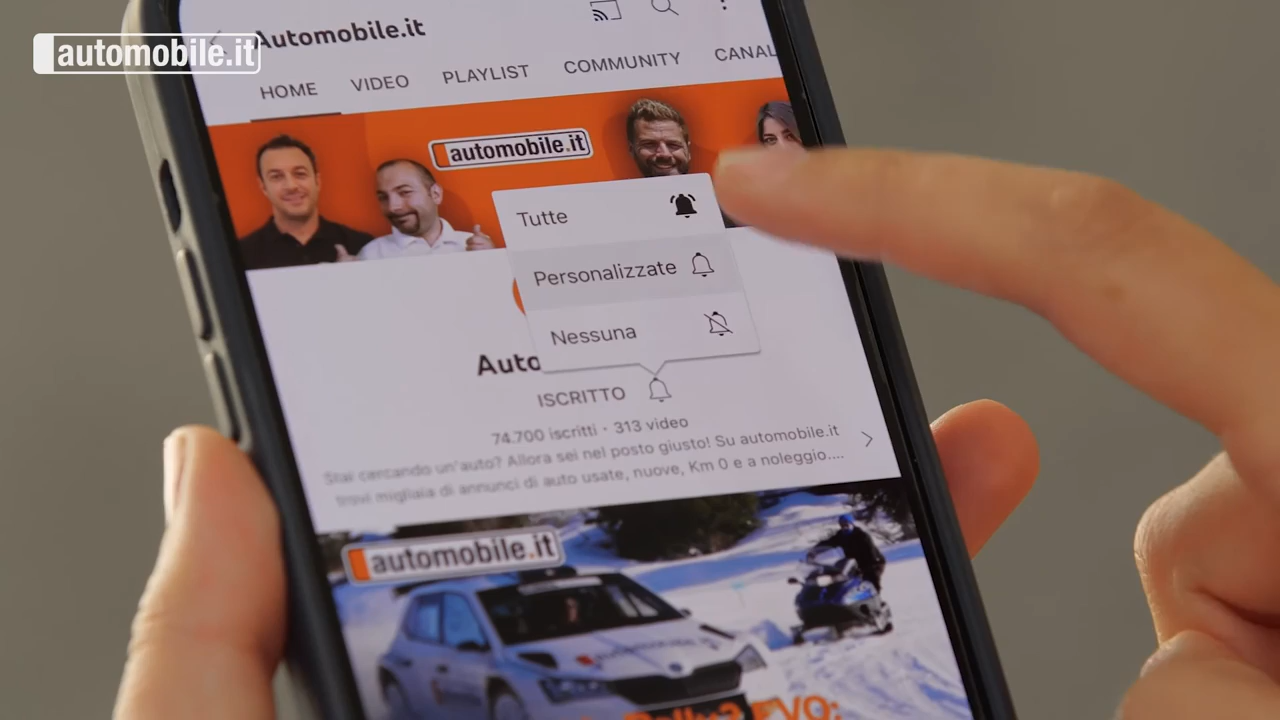 automobile.it
Automobile.it
HOME VIDEO PLAYLIST COMMUNITY CANAL
automobile.it
Tutte
Personalizzate
Nessuna
Auto
ISCRITTO
74.700 iscritti · 313 video
Stai cercando un'auto? Allora sei nel posto giusto! Su automobile.it
trovi migliaia di annunci di auto usate, nuove, Km 0 e a noleggio....
automobile.it
Rally2 EVO: